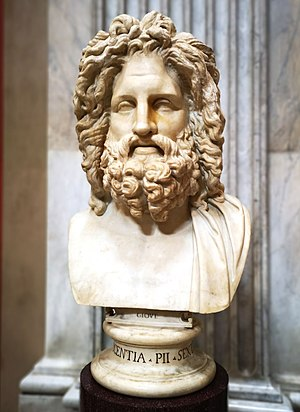 GIOVE
ENTIA · PII · SEX